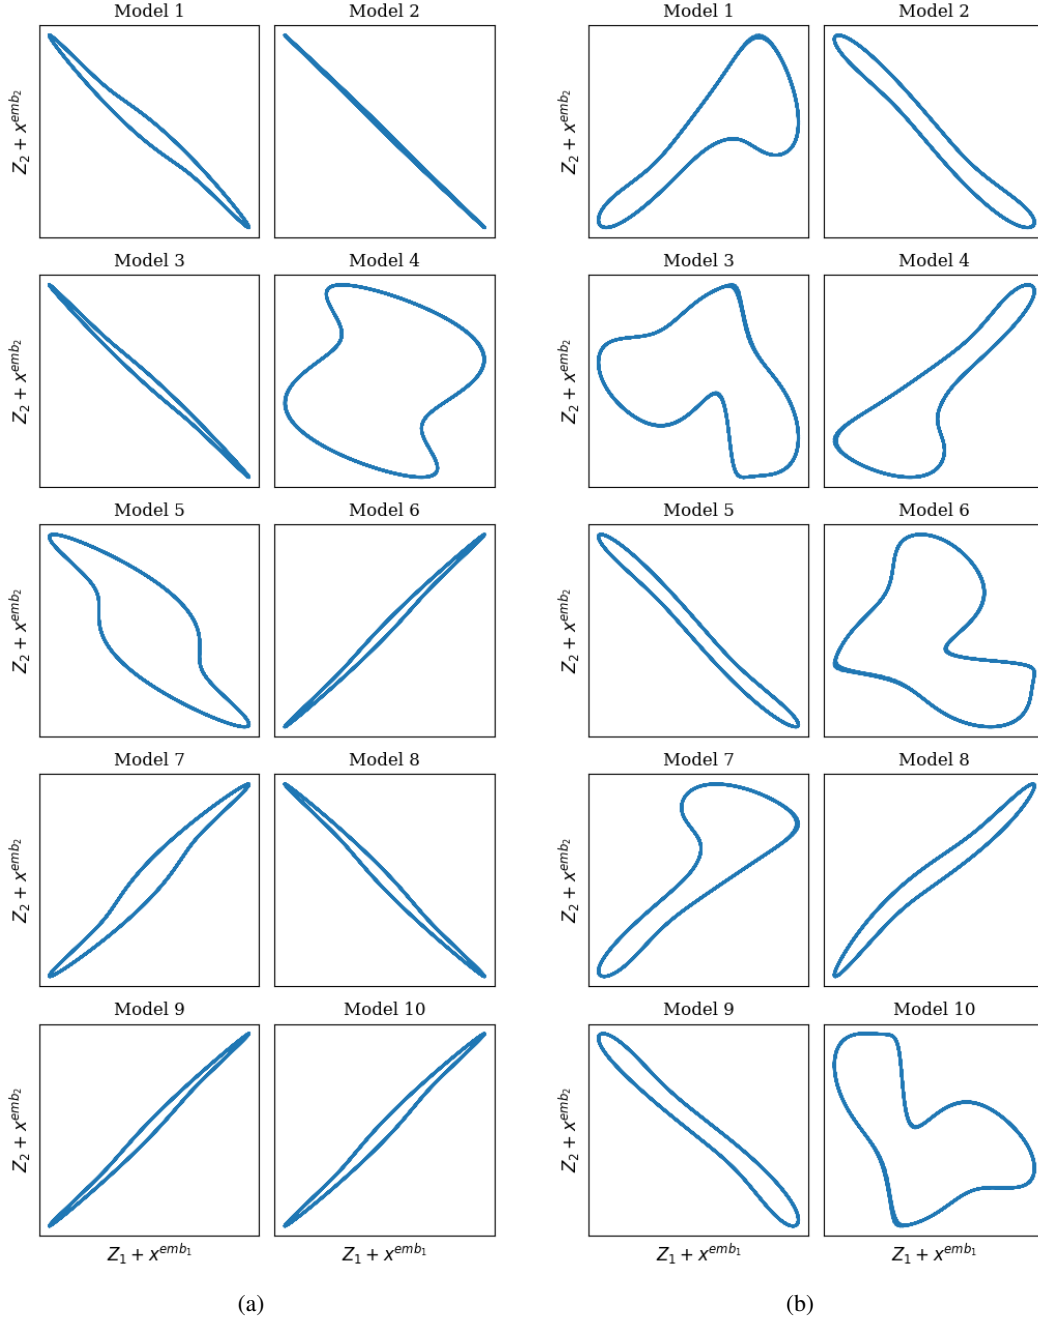 Model 1
Model 2
Z₂ + x^{emb₂}
Model 3
Model 4
Z₂ + x^{emb₂}
Model 5
Model 6
Z₂ + x^{emb₂}
Model 7
Model 8
Z₂ + x^{emb₂}
Model 9
Model 10
Z₂ + x^{emb₂}
Z₁ + x^{emb₁}
Z₁ + x^{emb₁}
(a)
Model 1
Model 2
Z₂ + x^{emb₂}
Model 3
Model 4
Z₂ + x^{emb₂}
Model 5
Model 6
Z₂ + x^{emb₂}
Model 7
Model 8
Z₂ + x^{emb₂}
Model 9
Model 10
Z₂ + x^{emb₂}
Z₁ + x^{emb₁}
Z₁ + x^{emb₁}
(b)